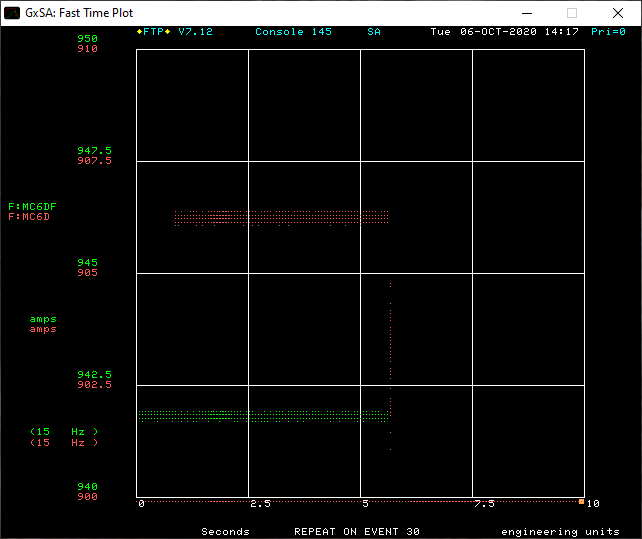 GxSA: Fast Time Plot
◆FTP◆ V7.12 Console 145 SA Tue 06-OCT-2020 14:17 Pri=0
950
910
947.5
907.5
F:MC6DF
F:MC6D
945
905
amps
amps
942.5
902.5
(15 Hz )
(15 Hz )
940
900
0 2.5 5 7.5 10
Seconds REPEAT ON EVENT 30 engineering units